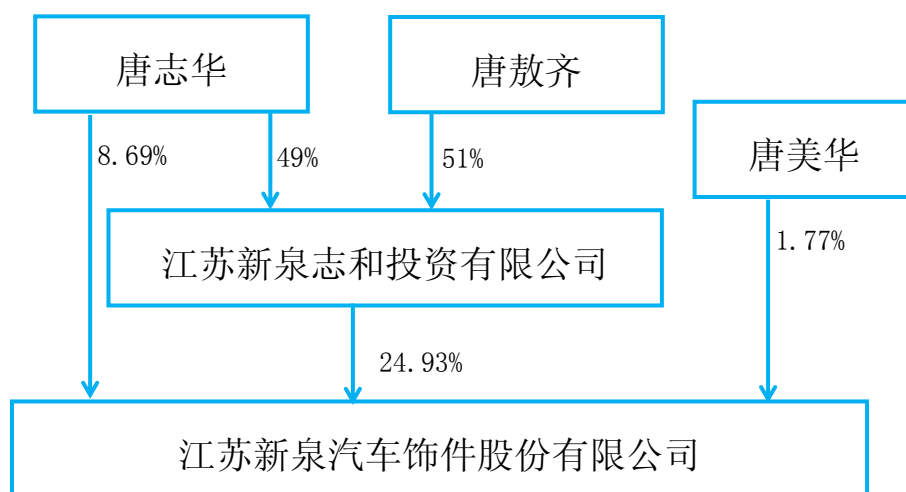 唐志华
唐敖齐
唐美华
8.69%
49%
51%
1.77%
江苏新泉志和投资有限公司
24.93%
江苏新泉汽车饰件股份有限公司